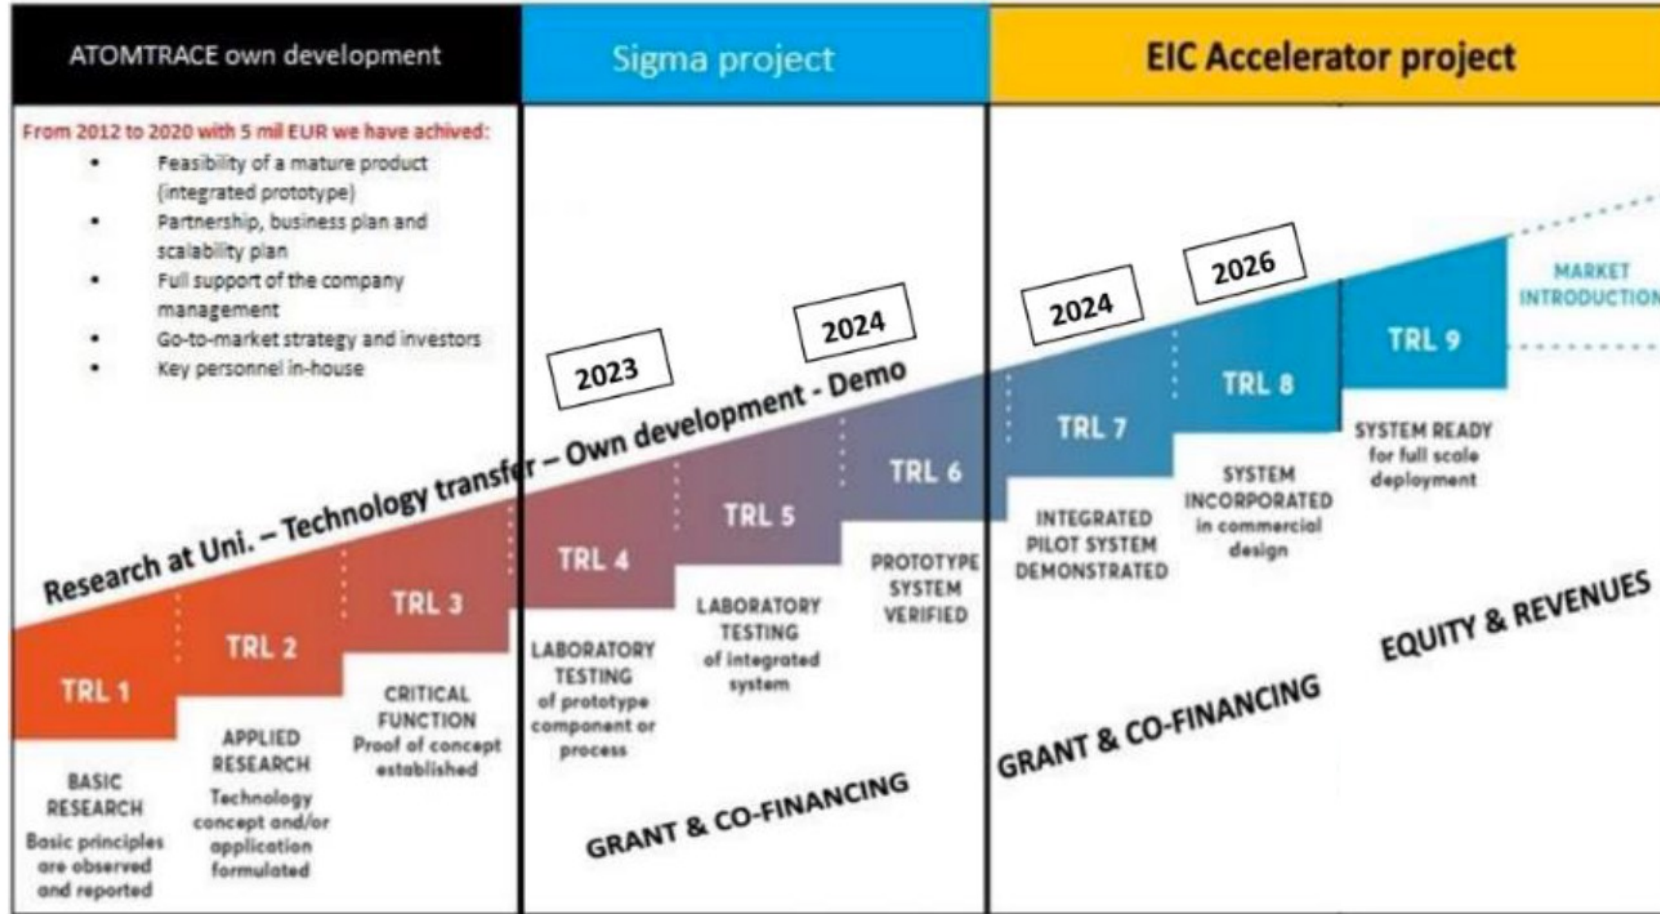 ATOMTRACE own development
Sigma project
EIC Accelerator project
From 2012 to 2020 with 5 mil EUR we have achived:
• Feasibility of a mature product
(integrated prototype)
• Partnership, business plan and
scalability plan
• Full support of the company
management
• Go-to-market strategy and investors
• Key personnel in-house
2023
2024
2024
2026
Research at Uni. – Technology transfer – Own development - Demo
TRL 1
BASIC
RESEARCH
Basic principles
are observed
and reported
TRL 2
APPLIED
RESEARCH
Technology
concept and/or
application
formulated
TRL 3
CRITICAL
FUNCTION
Proof of concept
established
TRL 4
LABORATORY
TESTING
of prototype
component or
process
TRL 5
LABORATORY
TESTING
of integrated
system
TRL 6
PROTOTYPE
SYSTEM
VERIFIED
TRL 7
INTEGRATED
PILOT SYSTEM
DEMONSTRATED
TRL 8
SYSTEM
INCORPORATED
in commercial
design
TRL 9
SYSTEM READY
for full scale
deployment
MARKET
INTRODUCTION
GRANT & CO-FINANCING
GRANT & CO-FINANCING
EQUITY & REVENUES